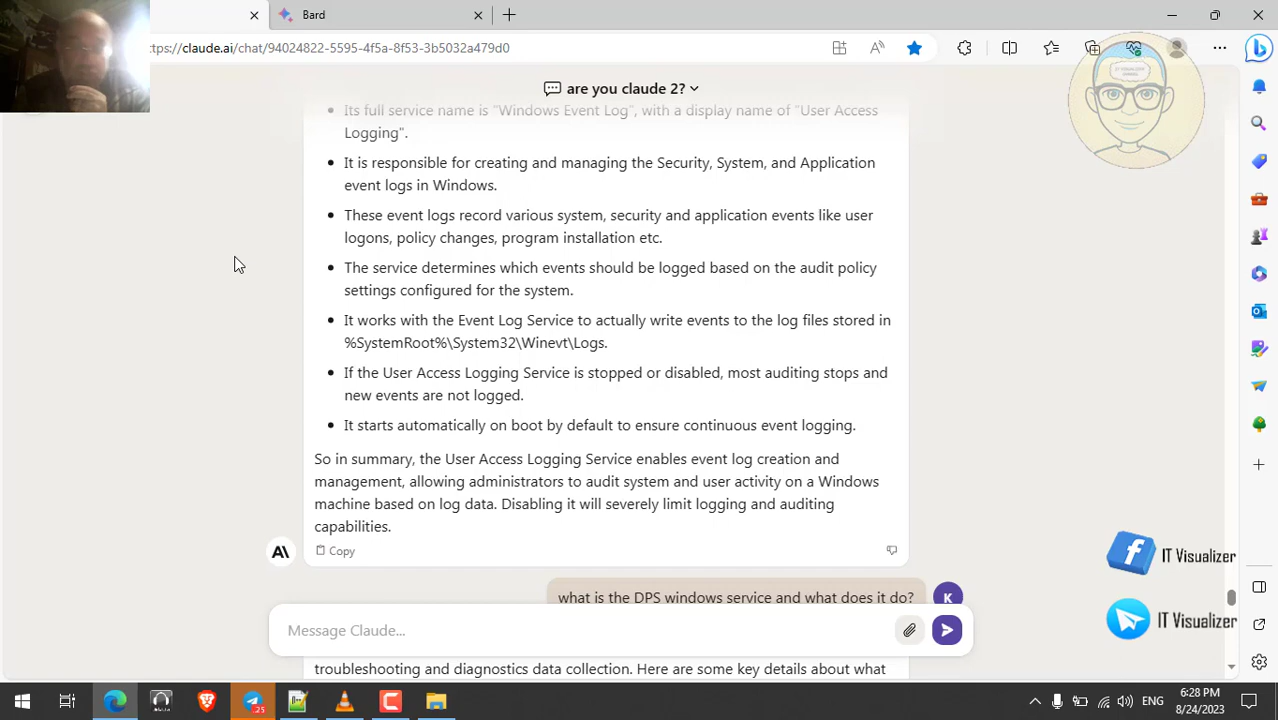 Bard
https://claude.ai/chat/94024822-5595-4f5a-8f53-3b5032a479d0
are you claude 2?
Its full service name is "Windows Event Log", with a display name of "User Access
Logging".
It is responsible for creating and managing the Security, System, and Application
event logs in Windows.
These event logs record various system, security and application events like user
logons, policy changes, program installation etc.
The service determines which events should be logged based on the audit policy
settings configured for the system.
It works with the Event Log Service to actually write events to the log files stored in
%SystemRoot%\System32\Winevt\Logs.
If the User Access Logging Service is stopped or disabled, most auditing stops and
new events are not logged.
It starts automatically on boot by default to ensure continuous event logging.
So in summary, the User Access Logging Service enables event log creation and
management, allowing administrators to audit system and user activity on a Windows
machine based on log data. Disabling it will severely limit logging and auditing
capabilities.
Copy
what is the DPS windows service and what does it do?
K
Message Claude...
troubleshooting and diagnostics data collection. Here are some key details about what
IT Visualizer
IT Visualizer
25
ENG
6:28 PM
8/24/2023